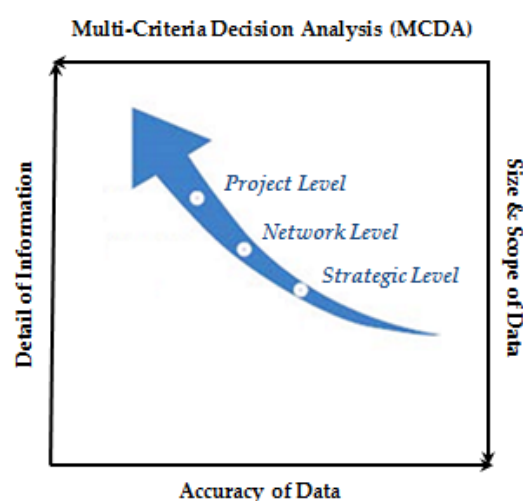 Multi-Criteria Decision Analysis (MCDA)
Detail of Information
Project Level
Network Level
Strategic Level
Size & Scope of Data
Accuracy of Data